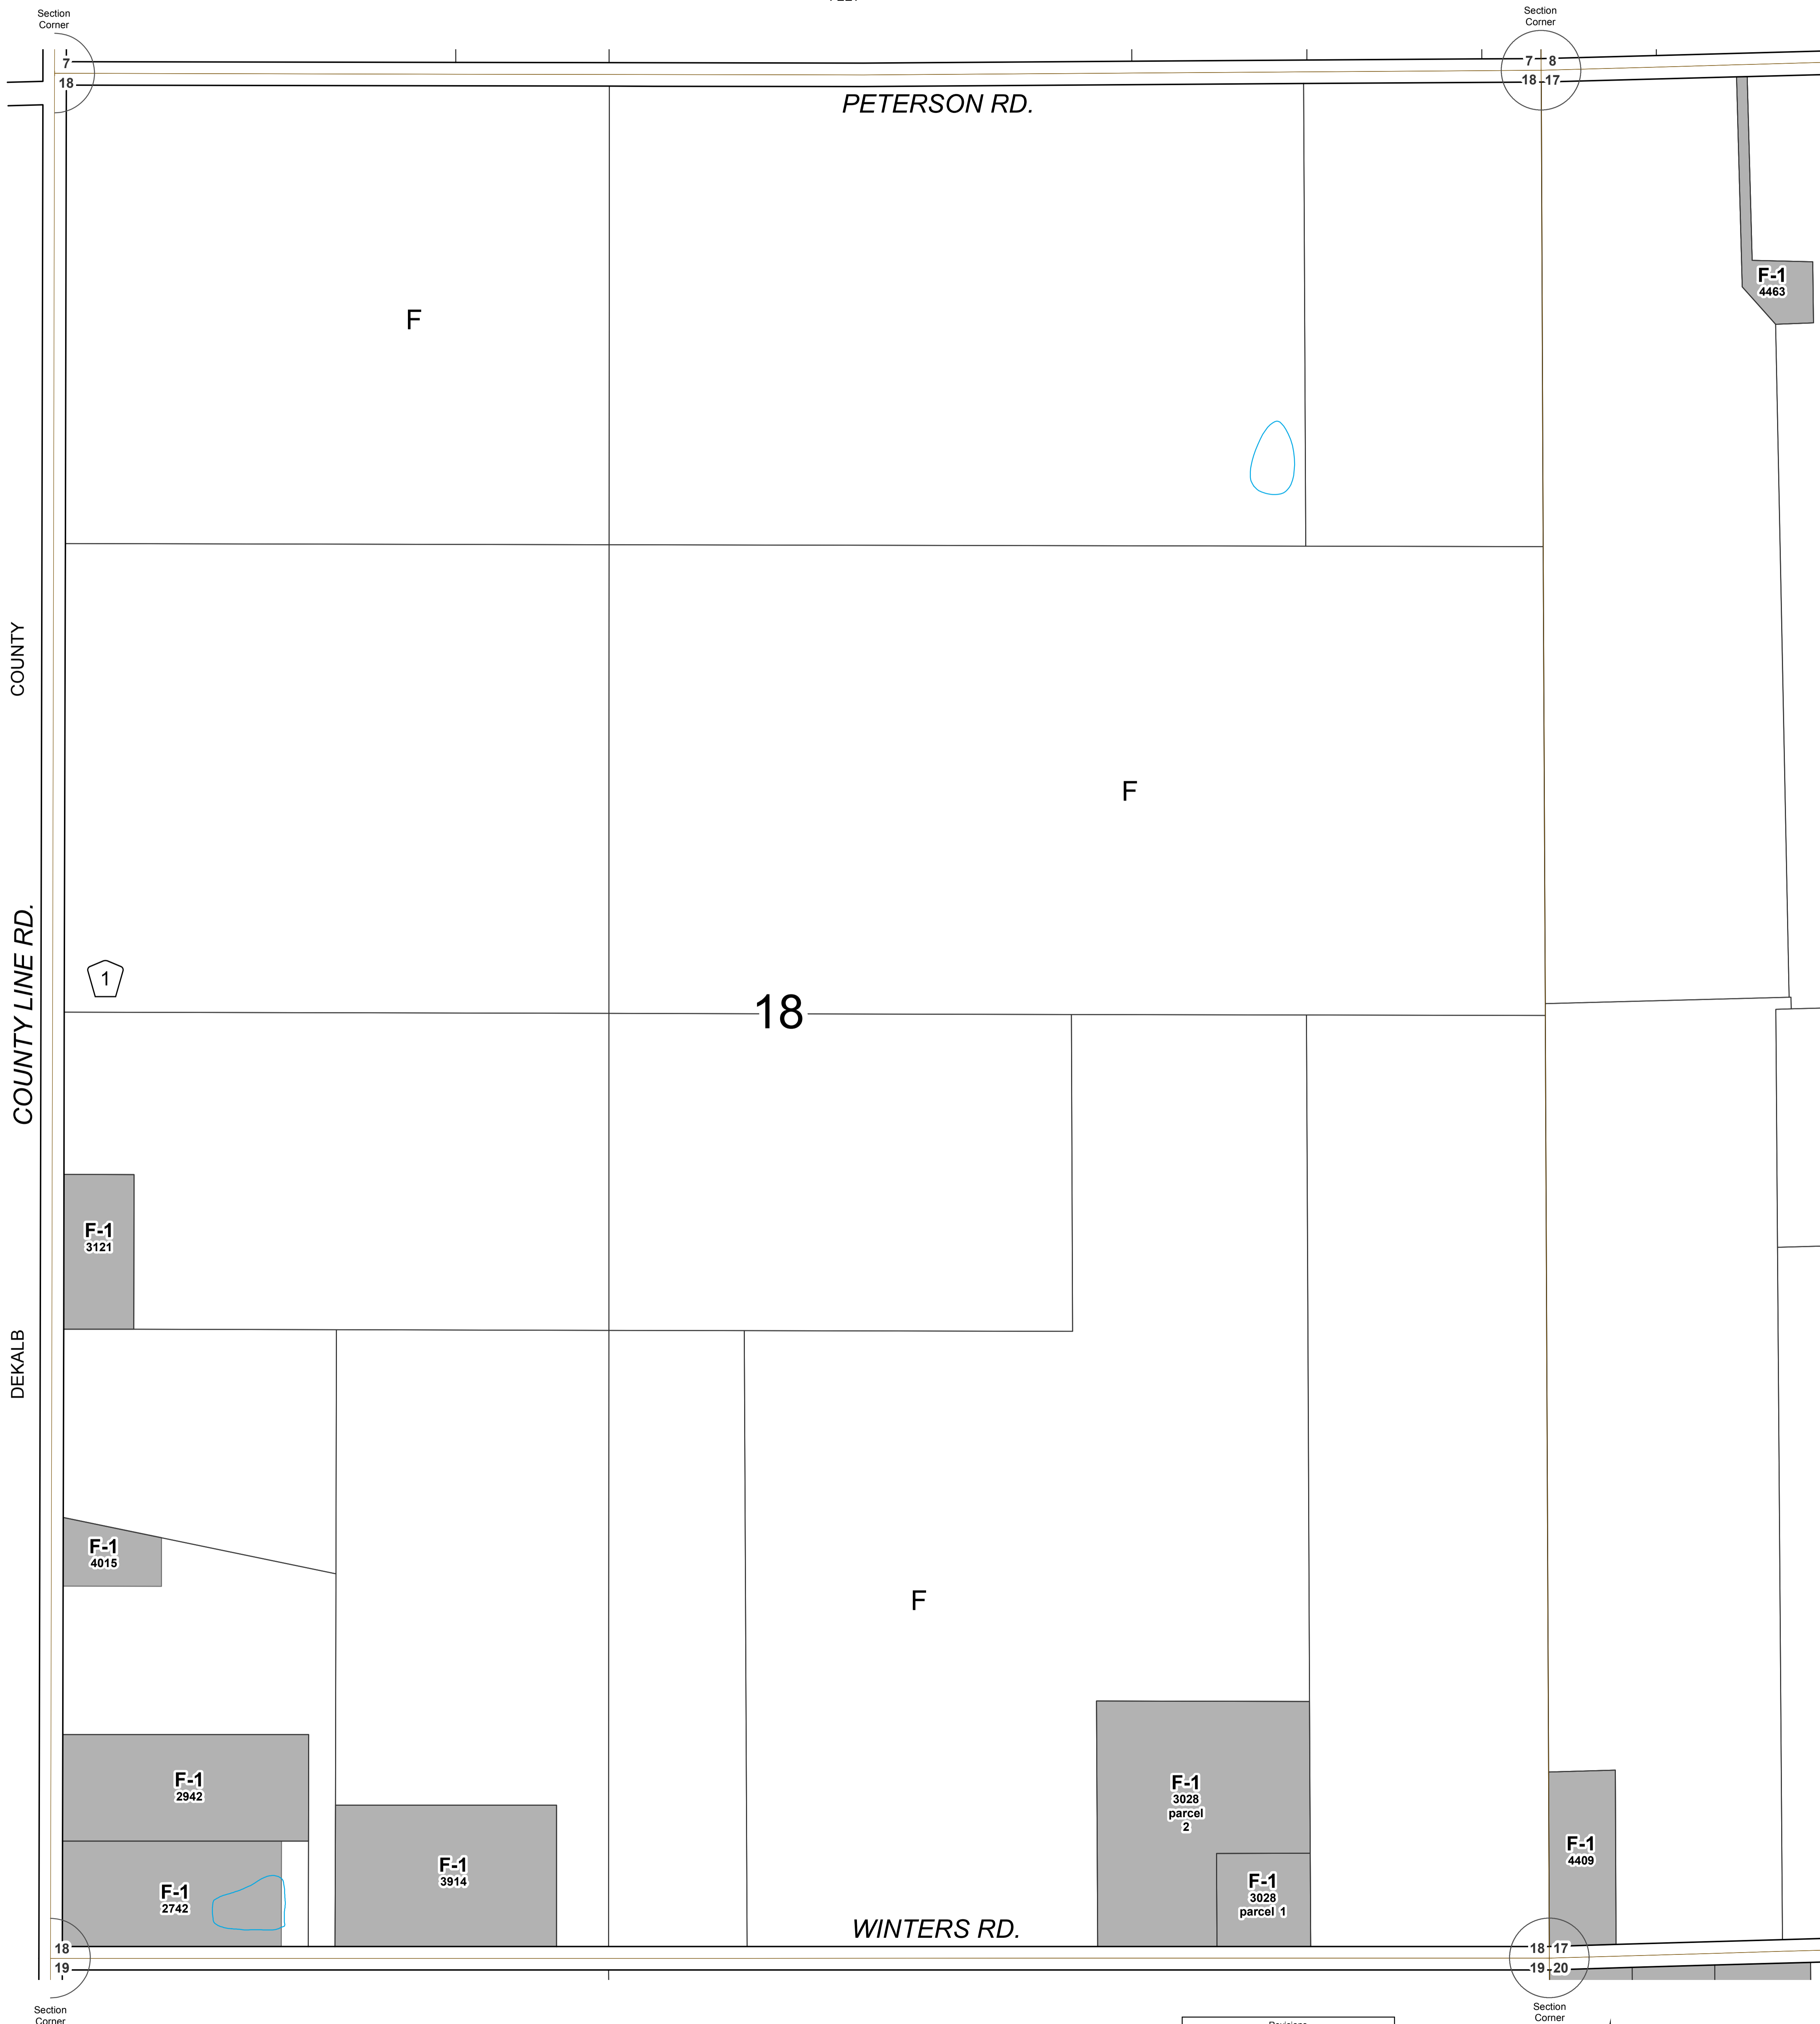 Section
Corner
Section
Corner
7
18
7 8
18 17
PETERSON RD.
F
F-1
4463
COUNTY
F
COUNTY LINE RD.
1
18
F-1
3121
DEKALB
F-1
4015
F
F-1
2942
F-1
3028
parcel
2
F-1
4409
F-1
3914
F-1
2742
F-1
3028
parcel 1
WINTERS RD.
18
19
18 17
19 20
Section
Corner
Section
Corner